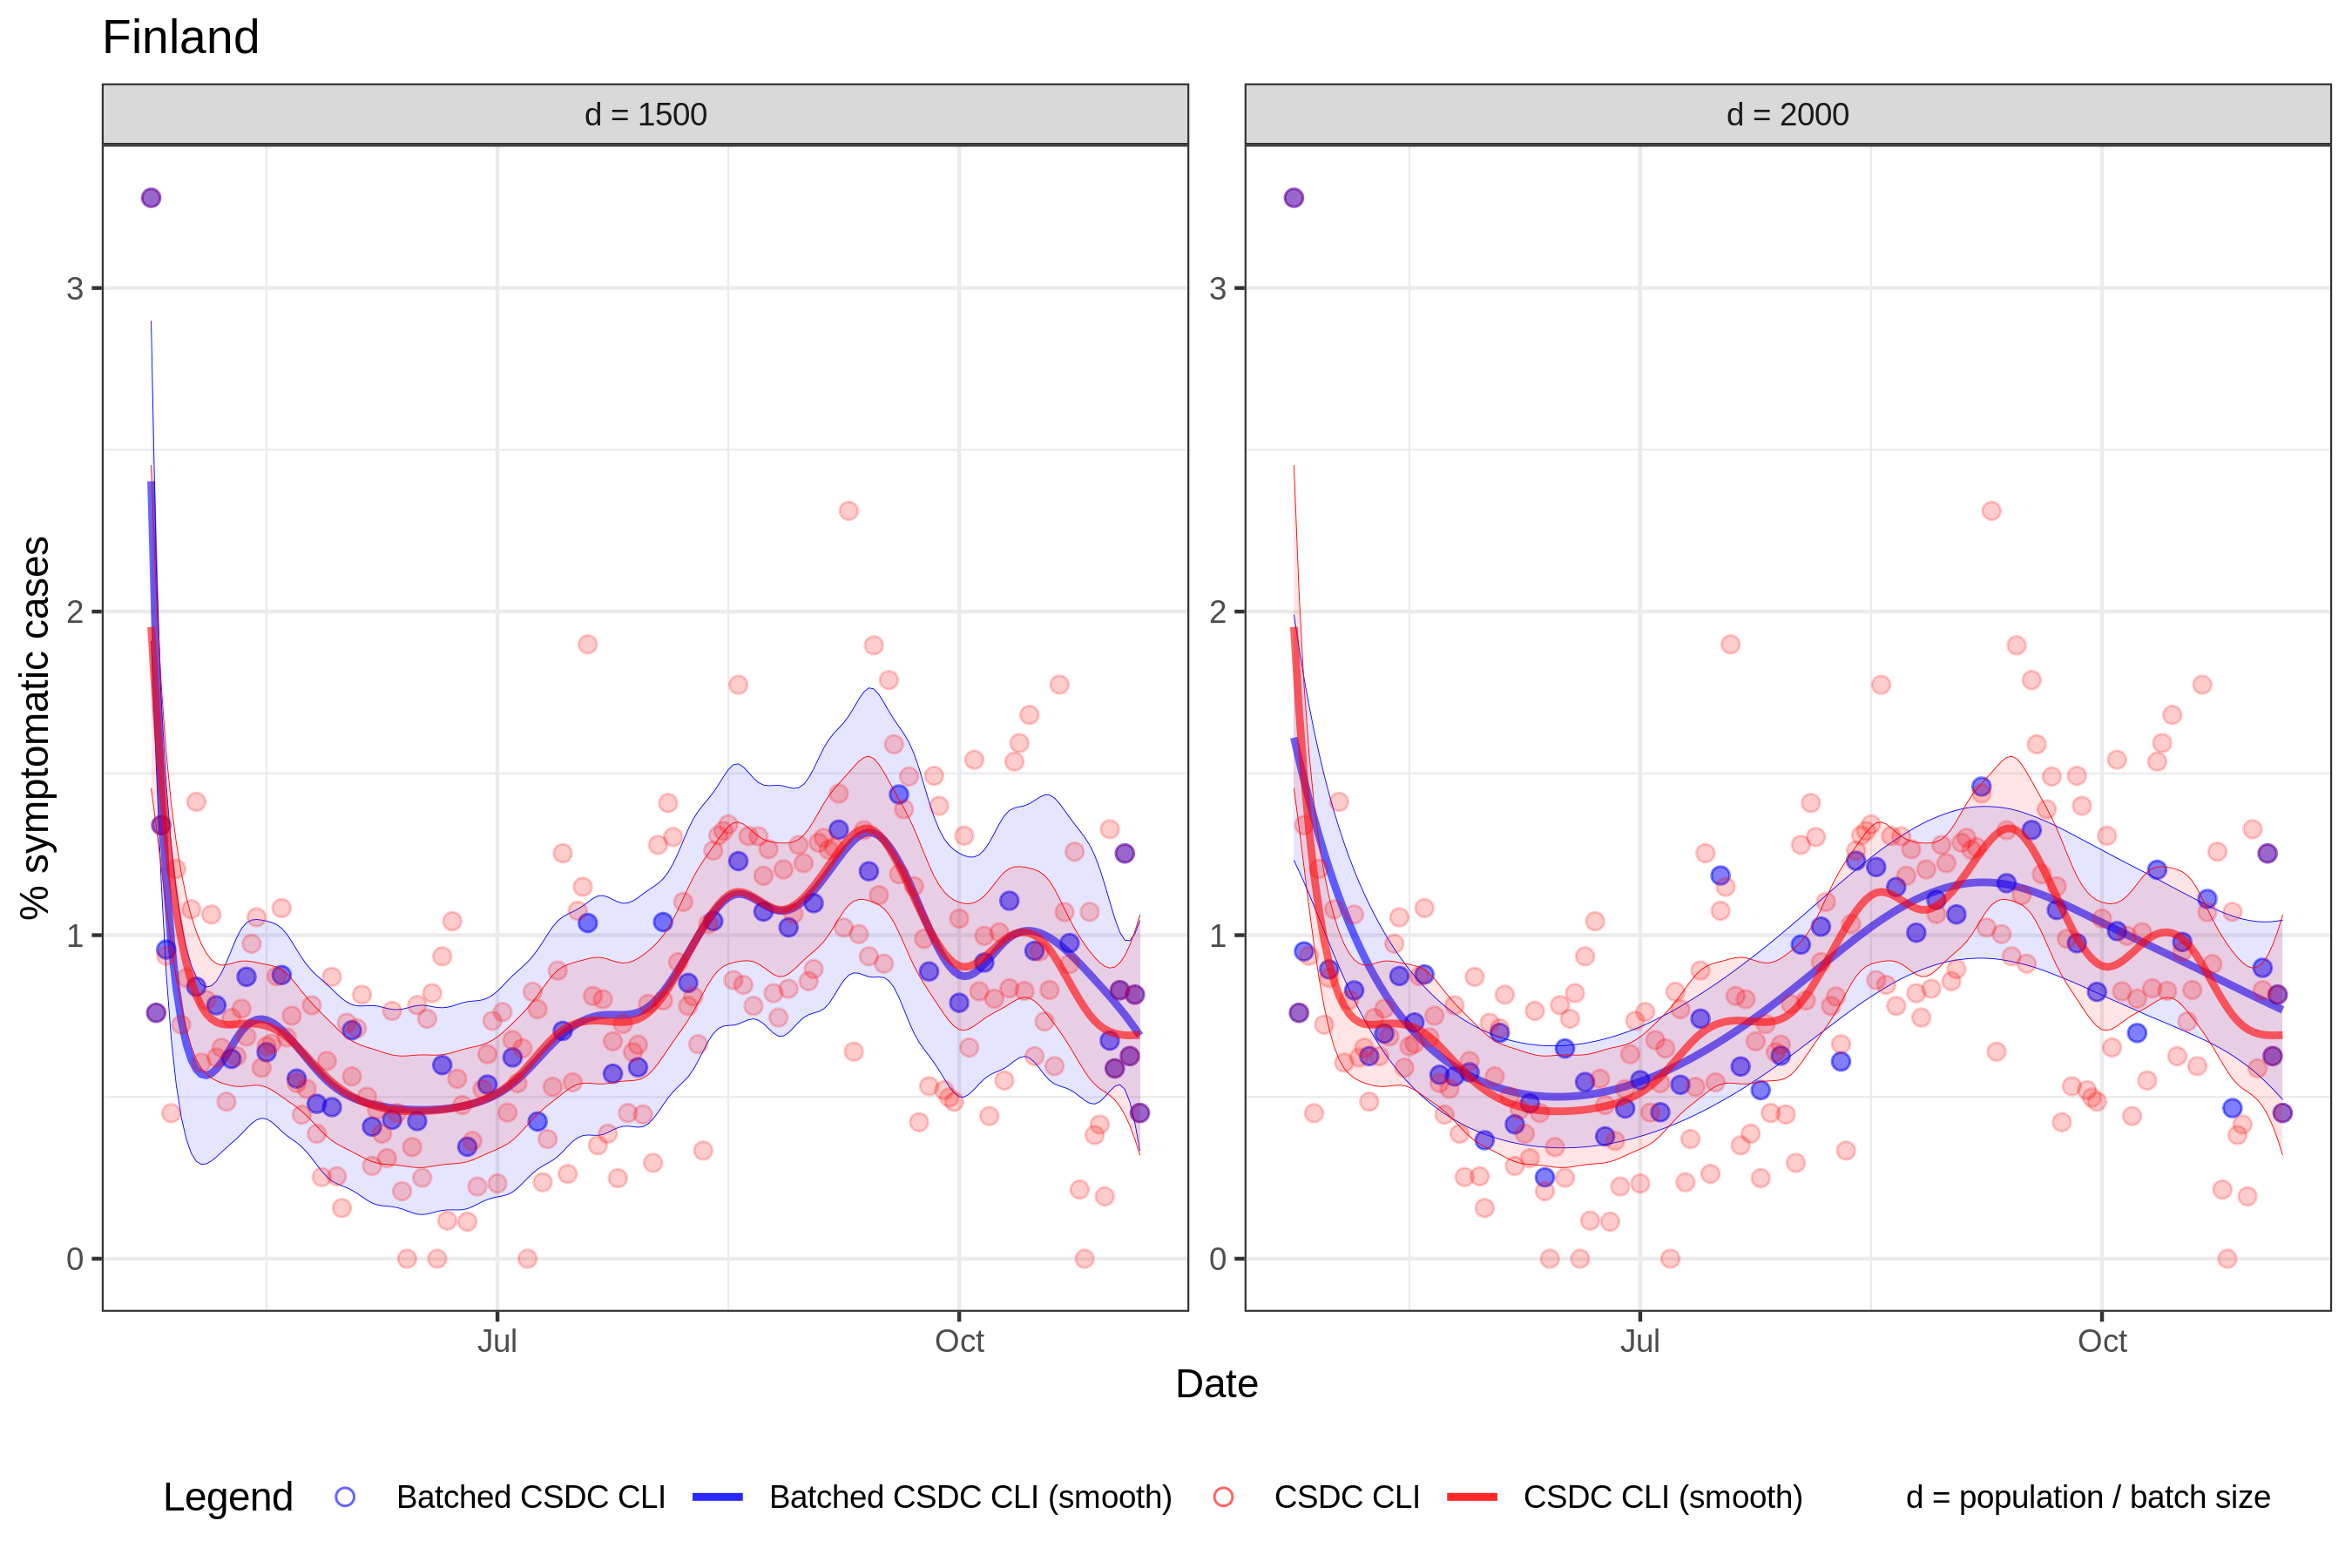 Finland
d = 1500
d = 2000
% symptomatic cases
3
2
1
0
3
2
1
0
Jul
Oct
Jul
Oct
Date
Legend
Batched CSDC CLI
Batched CSDC CLI (smooth)
CSDC CLI
CSDC CLI (smooth)
d = population / batch size